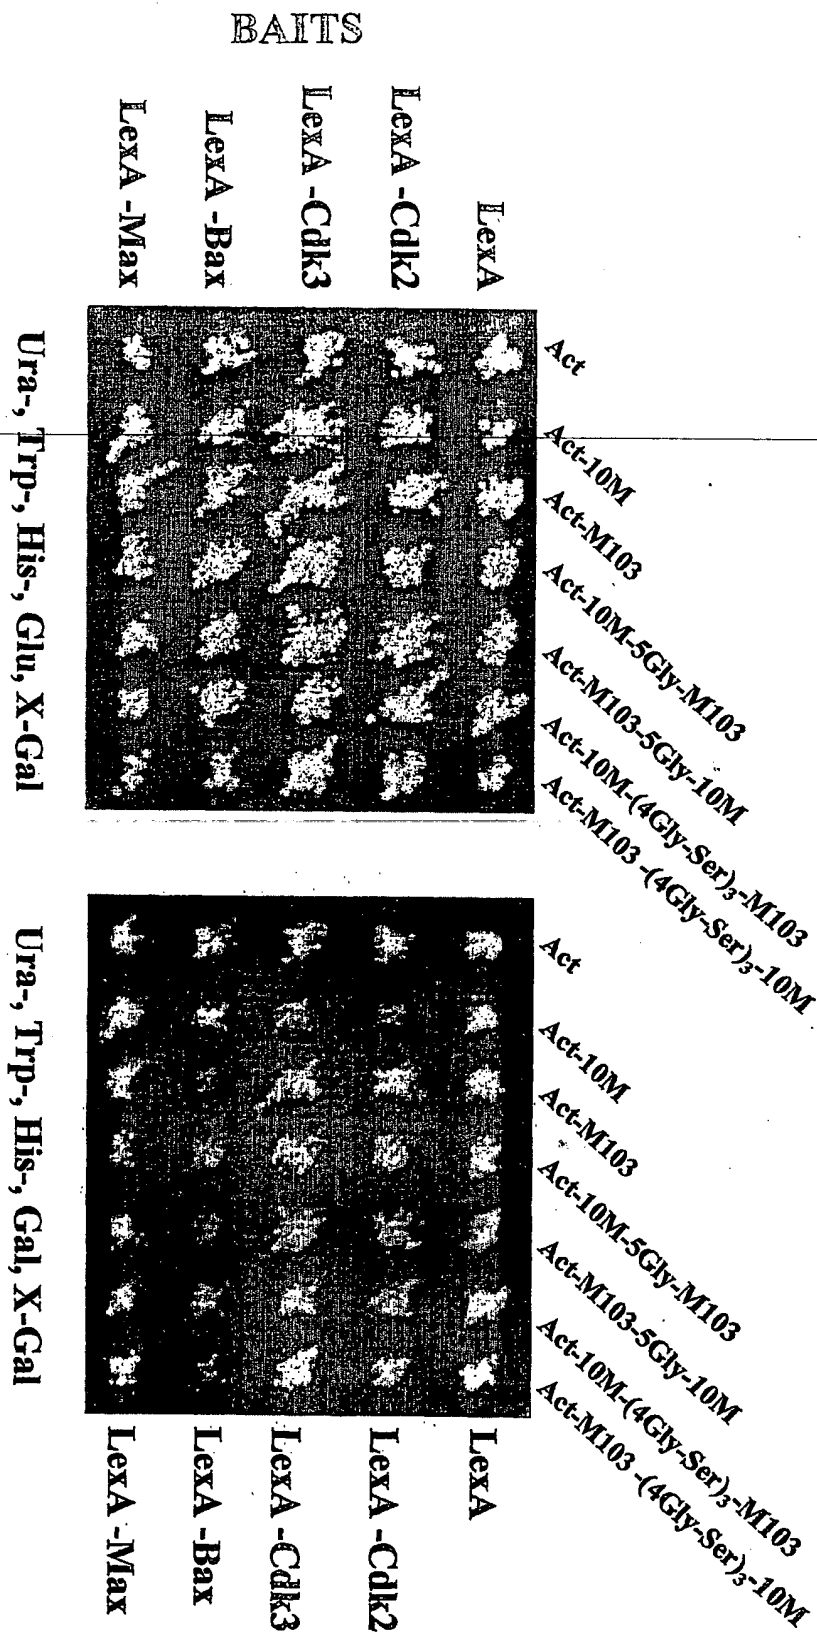 BAITS
LexA
LexA -Cdk2
LexA -Cdk3
LexA -Bax
LexA -Max
Act
Act-10M
Act-M103
Act-10M-5Gly-M103
Act-M103-5Gly-10M
Act-10M-(4Gly-Ser)3-M103
Act-M103 -(4Gly-Ser)3-10M
Ura-, Trp-, His-, Glu, X-Gal
Act
Act-10M
Act-M103
Act-10M-5Gly-M103
Act-M103-5Gly-10M
Act-10M-(4Gly-Ser)3-M103
Act-M103 -(4Gly-Ser)3-10M
Ura-, Trp-, His-, Gal, X-Gal
LexA
LexA -Cdk2
LexA -Cdk3
LexA -Bax
LexA -Max